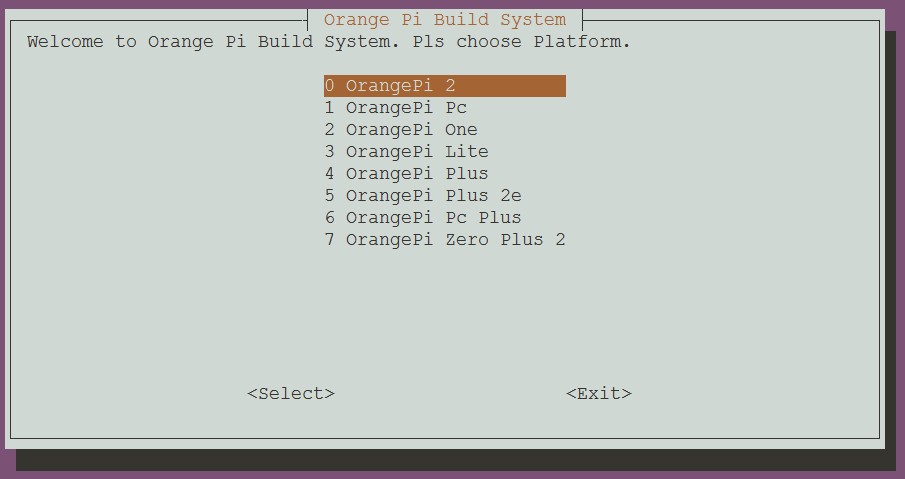 Orange Pi Build System
Welcome to Orange Pi Build System. Pls choose Platform.
0 OrangePi 2
1 OrangePi Pc
2 OrangePi One
3 OrangePi Lite
4 OrangePi Plus
5 OrangePi Plus 2e
6 OrangePi Pc Plus
7 OrangePi Zero Plus 2
<Select> <Exit>